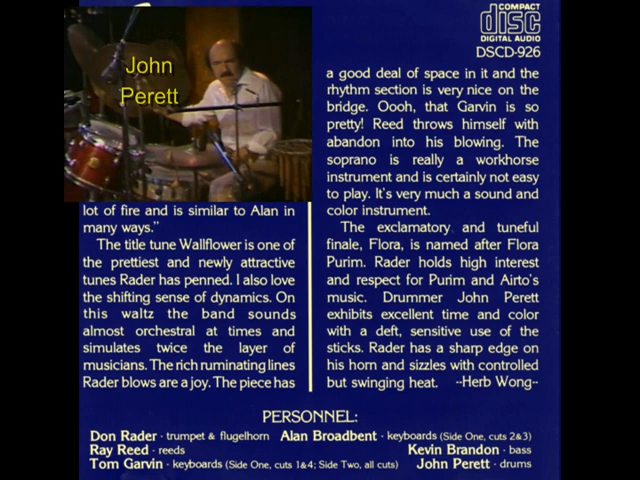 John
Perett
COMPACT
disc
DIGITAL AUDIO
DSCD-926
lot of fire and is similar to Alan in
many ways."
The title tune Wallflower is one of
the prettiest and newly attractive
tunes Rader has penned. I also love
the shifting sense of dynamics. On
this waltz the band sounds
almost orchestral at times and
simulates twice the layer of
musicians. The rich ruminating lines
Rader blows are a joy. The piece has
a good deal of space in it and the
rhythm section is very nice on the
bridge. Oooh, that Garvin is so
pretty! Reed throws himself with
abandon into his blowing. The
soprano is really a workhorse
instrument and is certainly not easy
to play. It's very much a sound and
color instrument.
The exclamatory and tuneful
finale, Flora, is named after Flora
Purim. Rader holds high interest
and respect for Purim and Airto's
music. Drummer John Perett
exhibits excellent time and color
with a deft, sensitive use of the
sticks. Rader has a sharp edge on
his horn and sizzles with controlled
but swinging heat. --Herb Wong--
PERSONNEL:
Don Rader · trumpet & flugelhorn Alan Broadbent · keyboards (Side One, cuts 2&3)
Ray Reed · reeds Kevin Brandon · bass
Tom Garvin · keyboards (Side One, cuts 1&4; Side Two, all cuts) John Perett · drums